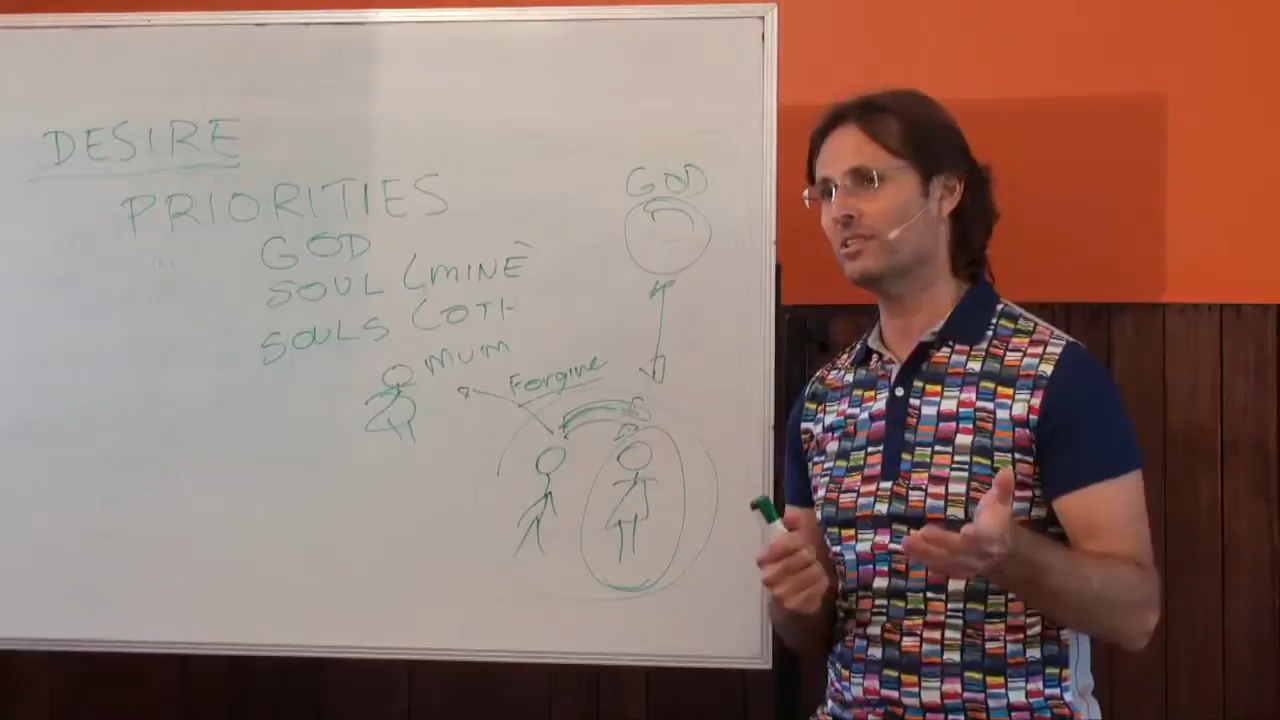 DESIRE
PRIORITIES
GOD
SOUL (MINE
SOULS (OTH
MUM
Forgive
GOD